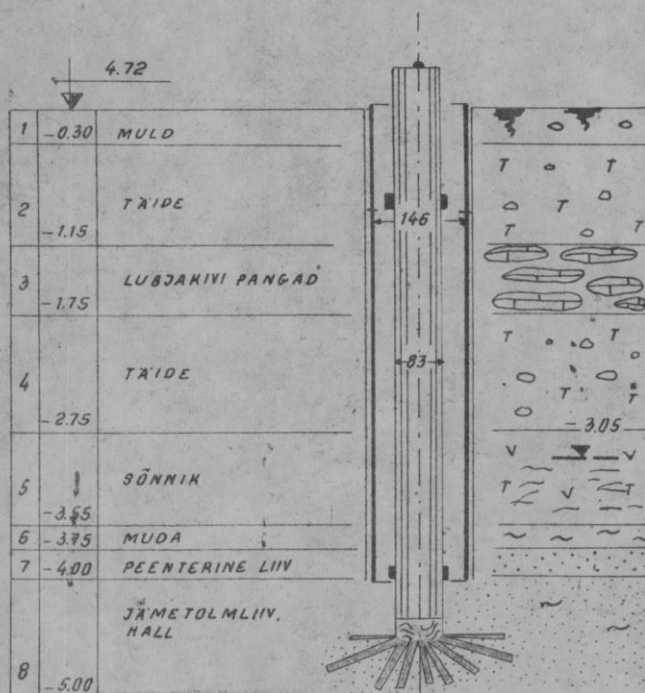 4.72
1 -0.30 MULD
2 -1.15 TÄIDE
3 -1.75 LUBJAKIVI PANGAD
4 -2.75 TÄIDE
5 -3.55 SÕNNIK
6 -3.75 MUDA
7 -4.00 PEENTERINE LIIV
8 -5.00 JÄMETOLMLIIV,
HALL
146
83
T T
T T
T T
T T
-3.05
V V
T V T